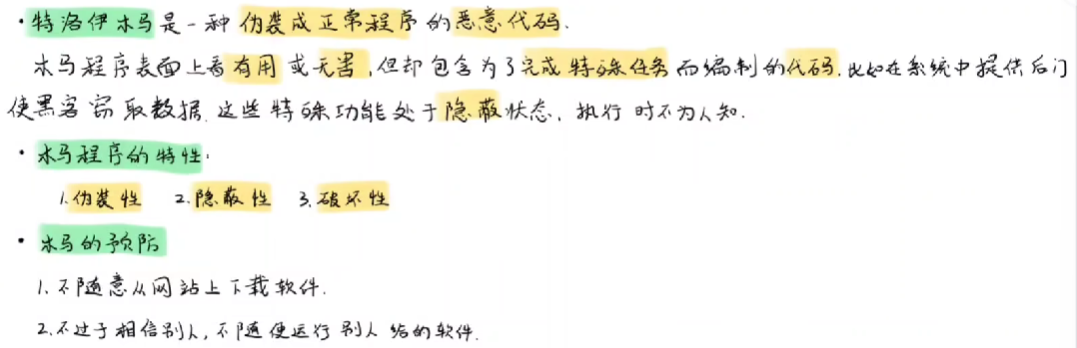 ·特洛伊木马是一种伪装成正常程序的恶意代码.
木马程序表面上看有用或无害,但却包含为了完成特殊任务而编制的代码.比如在系统中提供后门
使黑客窃取数据.这些特殊功能处于隐蔽状态,执行时不为人知.
·木马程序的特性:
1.伪装性 2.隐蔽性 3.破坏性
·木马的预防
1.不随意从网站上下载软件.
2.不过于相信别人,不随便运行别人给的软件.